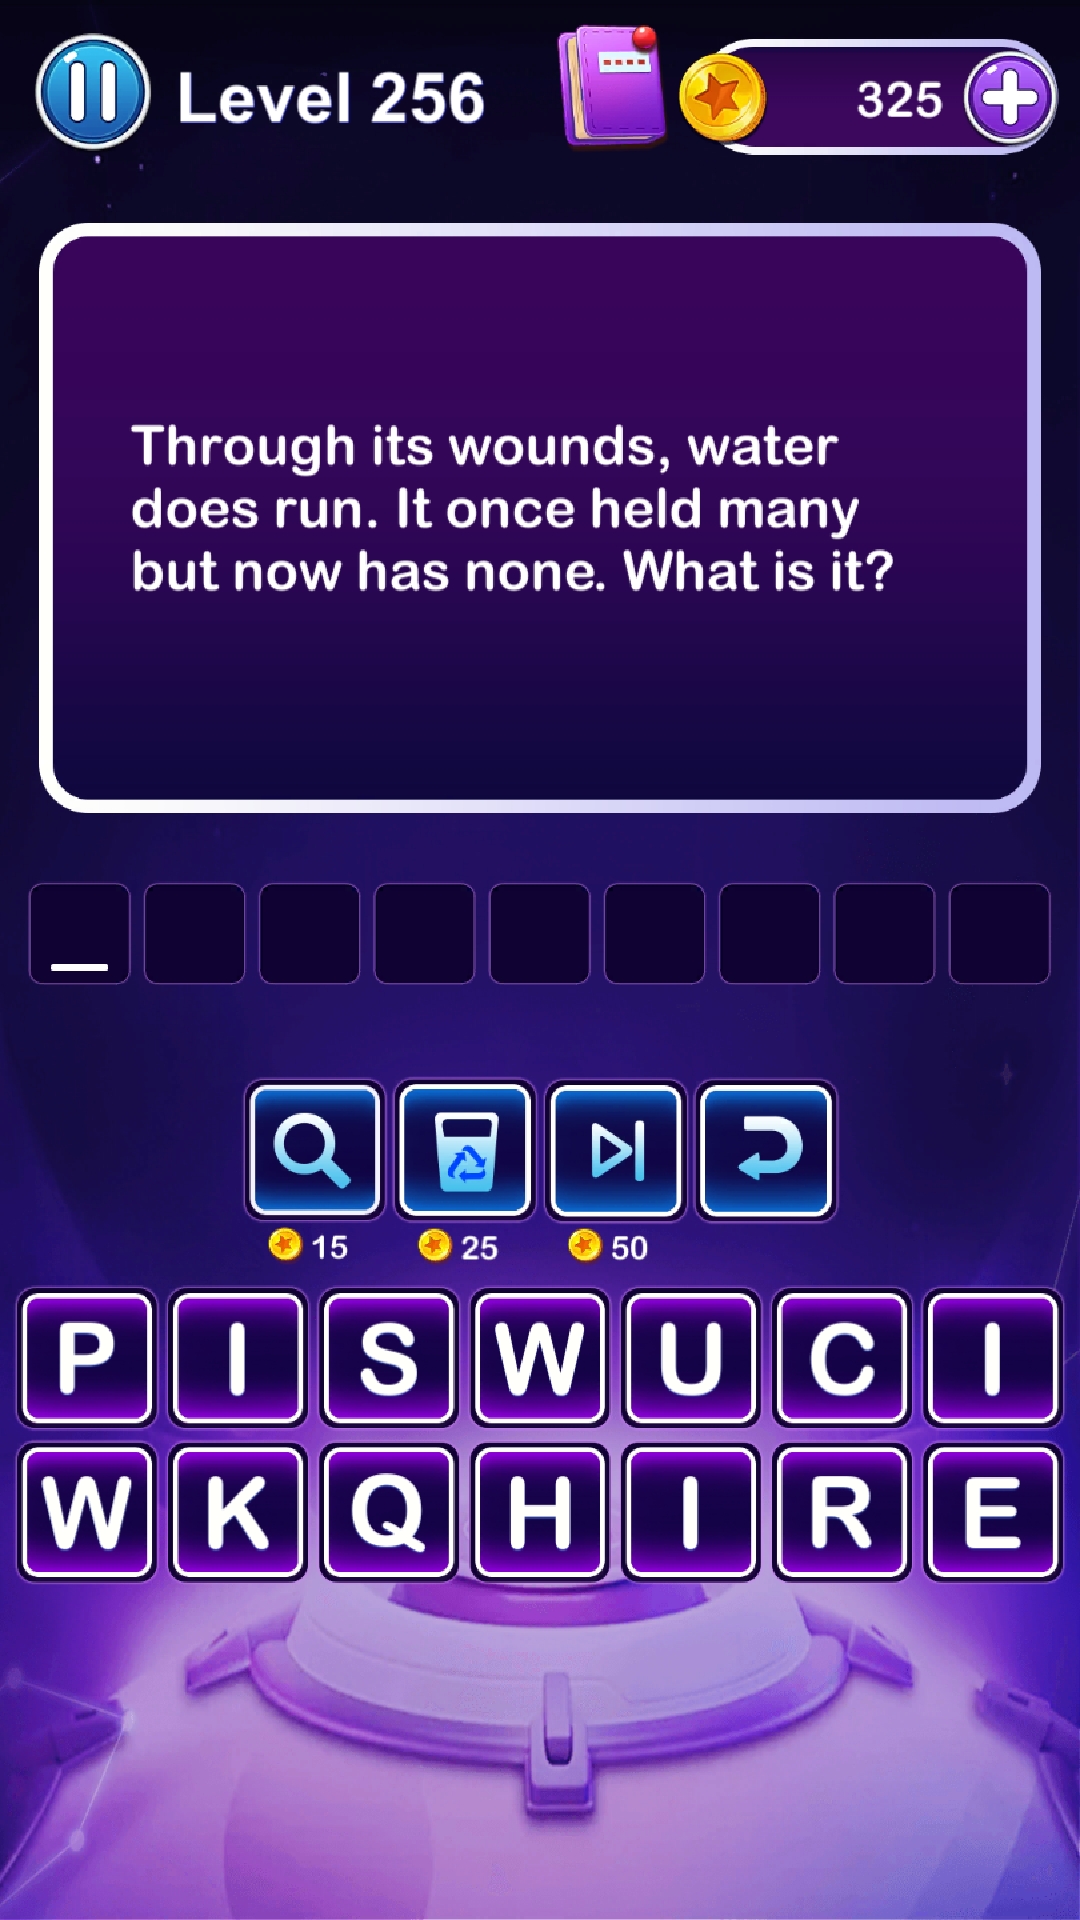 Level 256
325
Through its wounds, water
does run. It once held many
but now has none. What is it?
15 25 50
P I S W U C I
W K Q H I R E